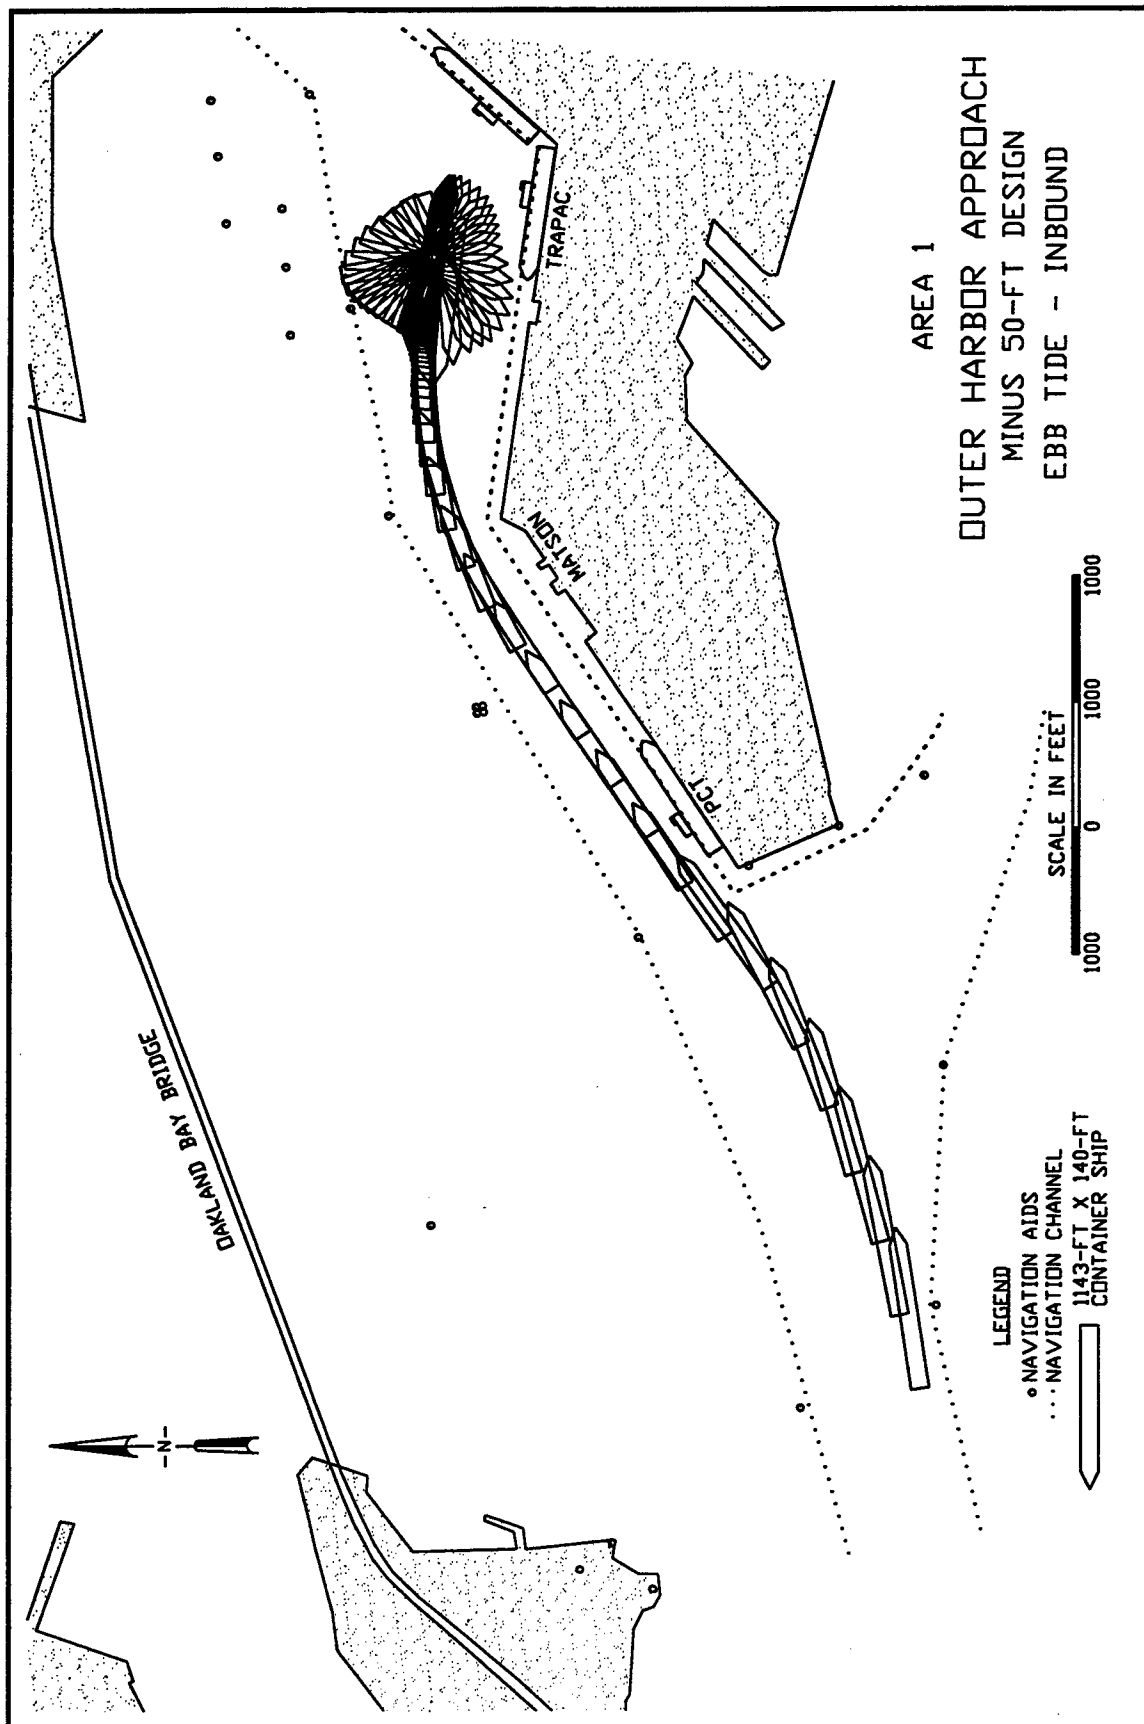 OAKLAND BAY BRIDGE
-N-
TRAPAC
MATSON
PCT
AREA 1
OUTER HARBOR APPROACH
MINUS 50-FT DESIGN
EBB TIDE - INBOUND
SCALE IN FEET
1000 0 1000 1000
LEGEND
NAVIGATION AIDS
NAVIGATION CHANNEL
1143-FT X 140-FT
CONTAINER SHIP